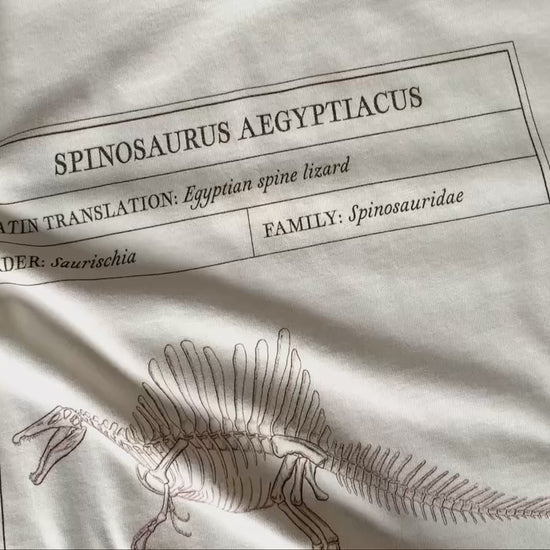 SPINOSAURUS AEGYPTIACUS
ATIN TRANSLATION: Egyptian spine lizard
DER: Saurischia
FAMILY: Spinosauridae